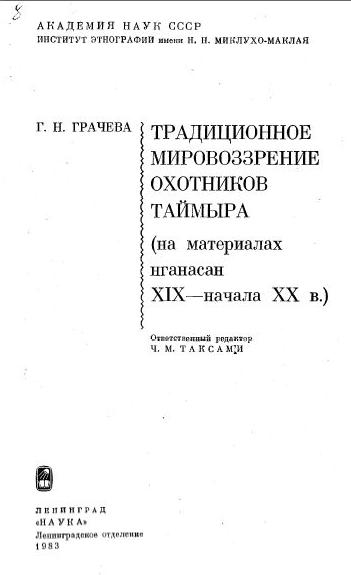 8
АКАДЕМИЯ НАУК СССР
ИНСТИТУТ ЭТНОГРАФИИ имени Н. Н. МИКЛУХО-МАКЛАЯ
Г. Н. ГРАЧЕВА
ТРАДИЦИОННОЕ
МИРОВОЗЗРЕНИЕ
ОХОТНИКОВ
ТАЙМЫРА
(на материалах
нганасан
XIX—начала XX в.)
Ответственный редактор
Ч. М. ТАКСАМИ
ЛЕНИНГРАД
«НАУКА»
Ленинградское отделение
1983